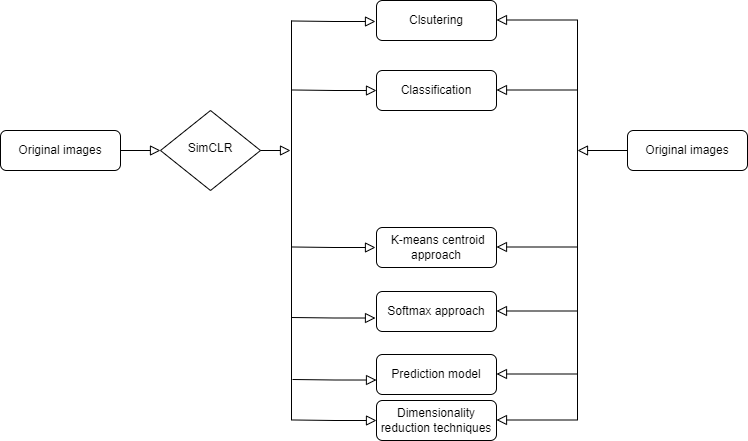 Clsutering
Classification
Original images
SimCLR
Original images
K-means centroid
approach
Softmax approach
Prediction model
Dimensionality
reduction techniques